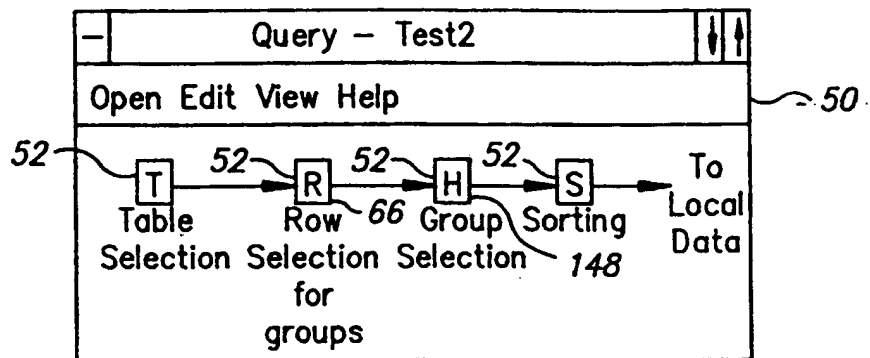 Query — Test2
Open Edit View Help
50
52 52 52 52
T R H S To Local Data
66 148
Table Selection
Row Selection for groups
Group Selection
Sorting